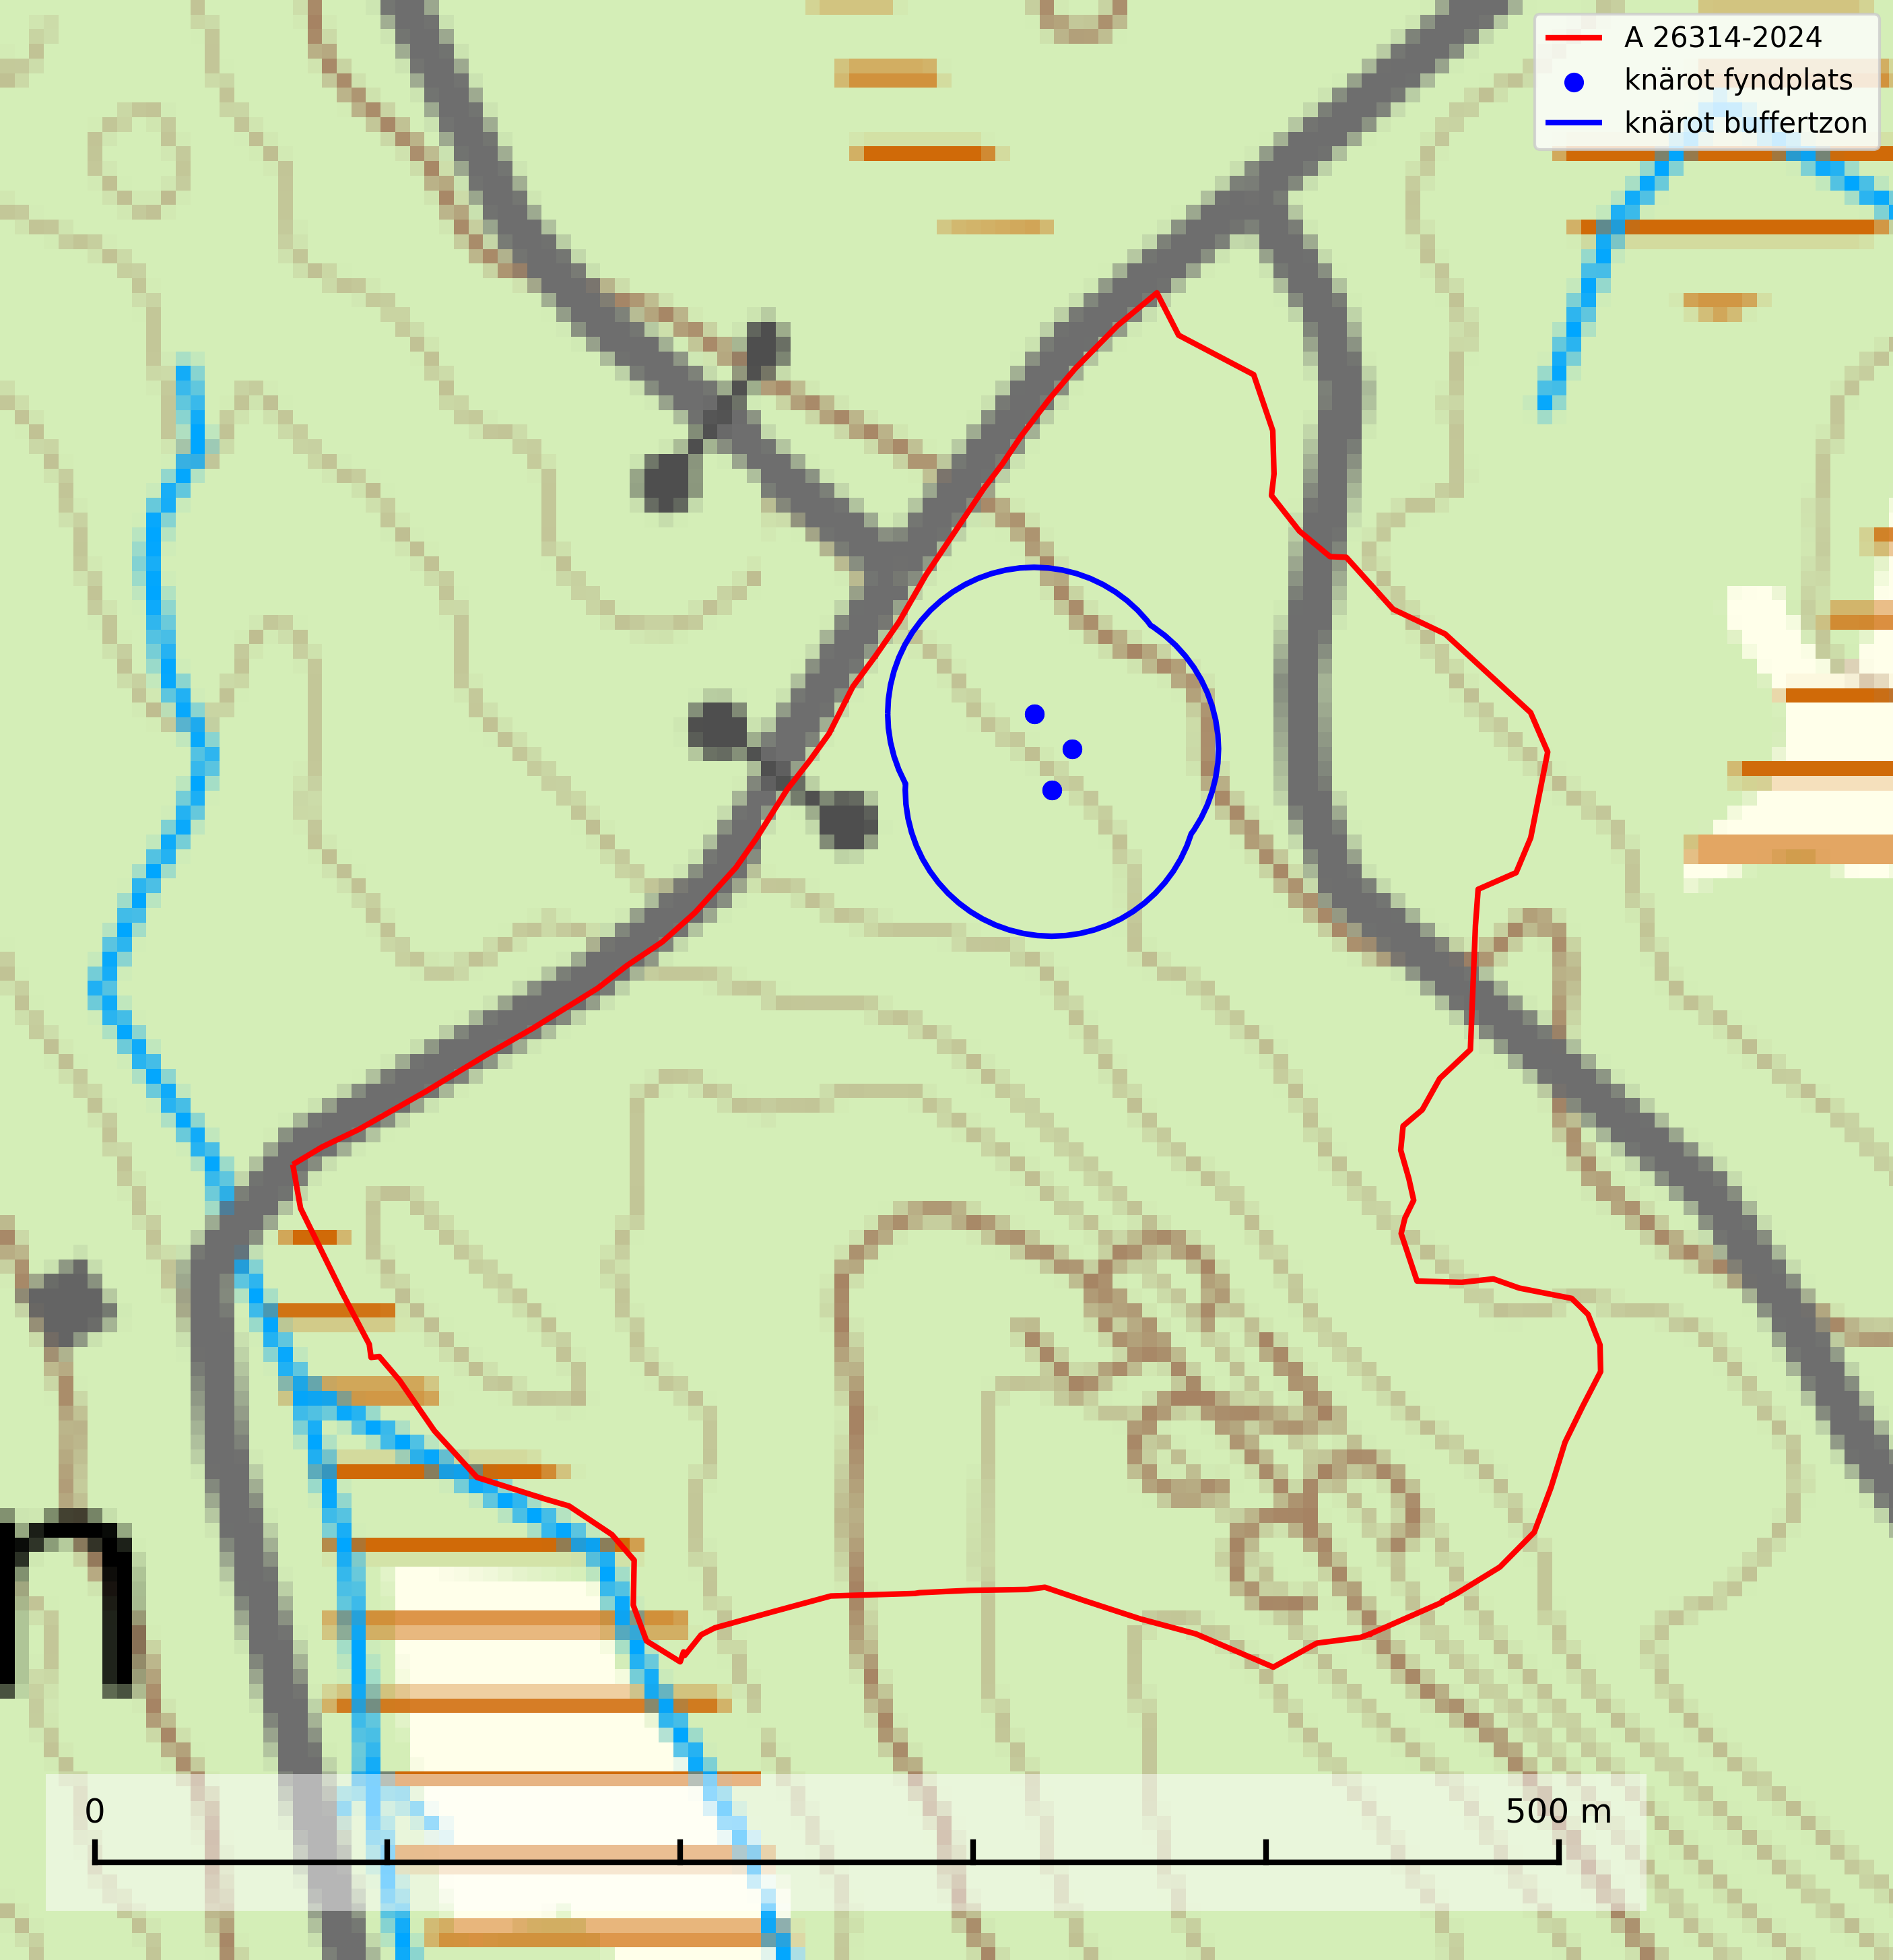 A 26314-2024
knärot fyndplats
knärot buffertzon
0
500 m